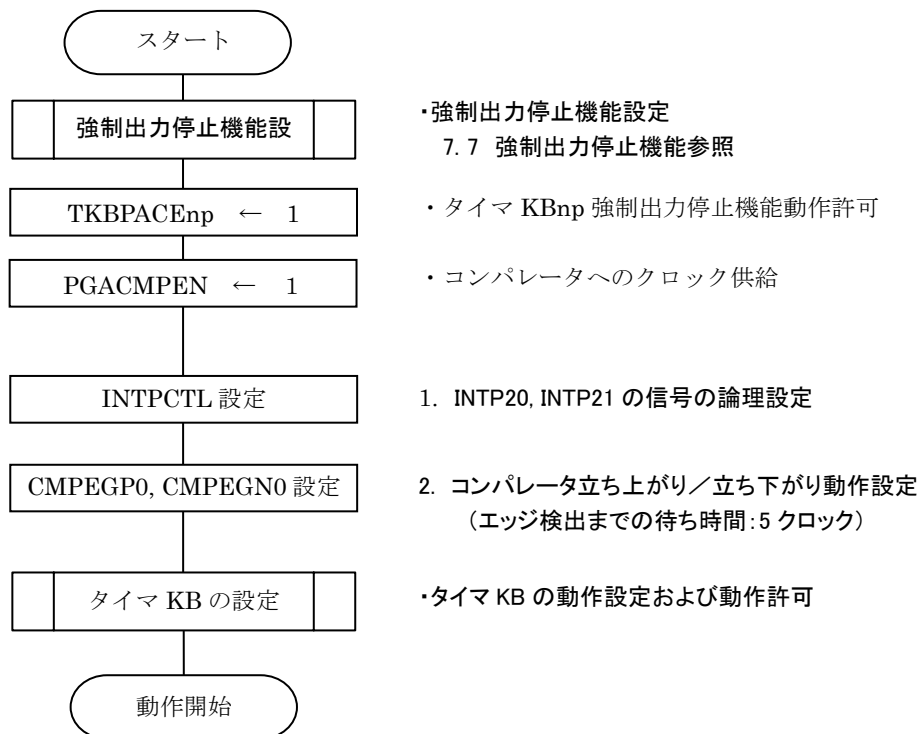 スタート
強制出力停止機能設
・強制出力停止機能設定
7.7 強制出力停止機能参照
TKBPACEnp ← 1
・タイマ KBnp 強制出力停止機能動作許可
PGACMPEN ← 1
・コンパレータへのクロック供給
INTPCTL 設定
1. INTP20, INTP21 の信号の論理設定
CMPEGP0, CMPEGN0 設定
2. コンパレータ立ち上がり／立ち下がり動作設定
（エッジ検出までの待ち時間：5 クロック）
タイマ KB の設定
・タイマ KB の動作設定および動作許可
動作開始